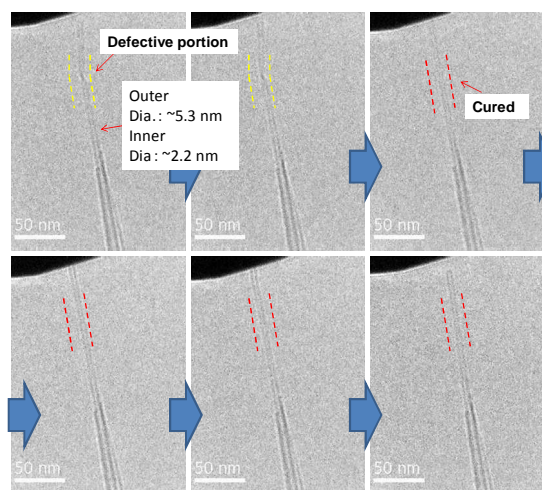 Defective portion
Outer
Dia.: ~5.3 nm
Inner
Dia : ~2.2 nm
Cured
50 nm
50 nm
50 nm
50 nm
50 nm
50 nm